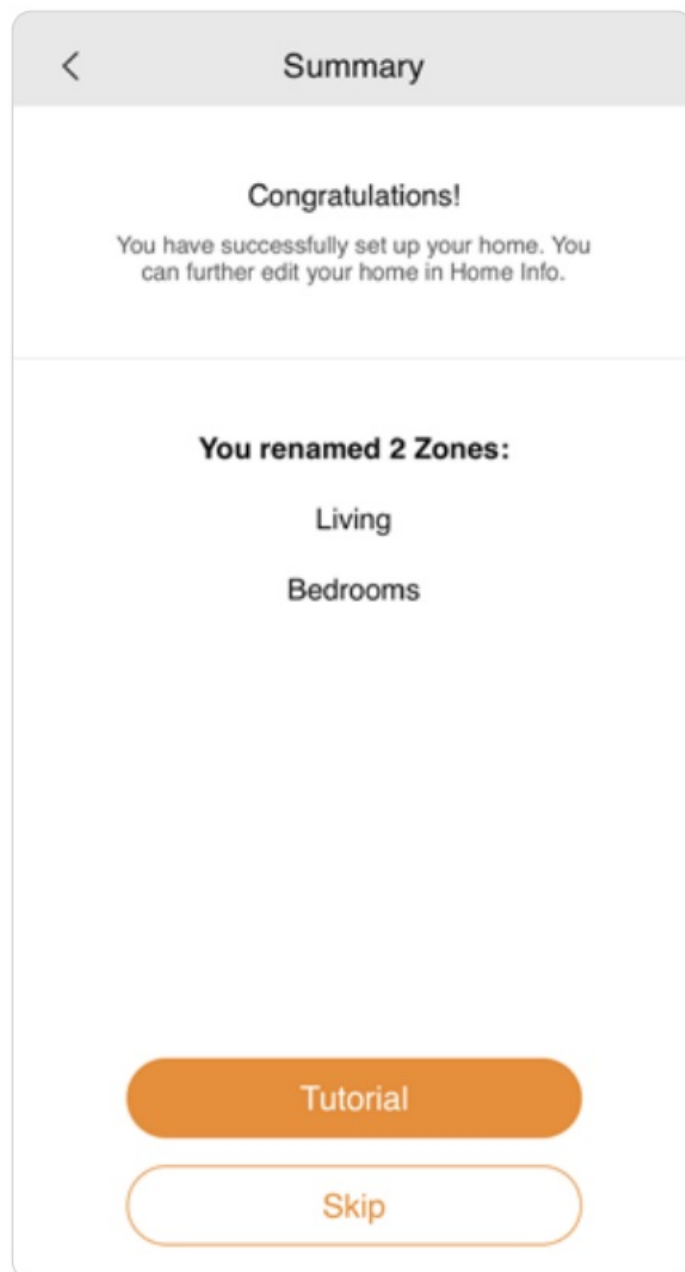 Summary
Congratulations!
You have successfully set up your home. You
can further edit your home in Home Info.
You renamed 2 Zones:
Living
Bedrooms
Tutorial
Skip